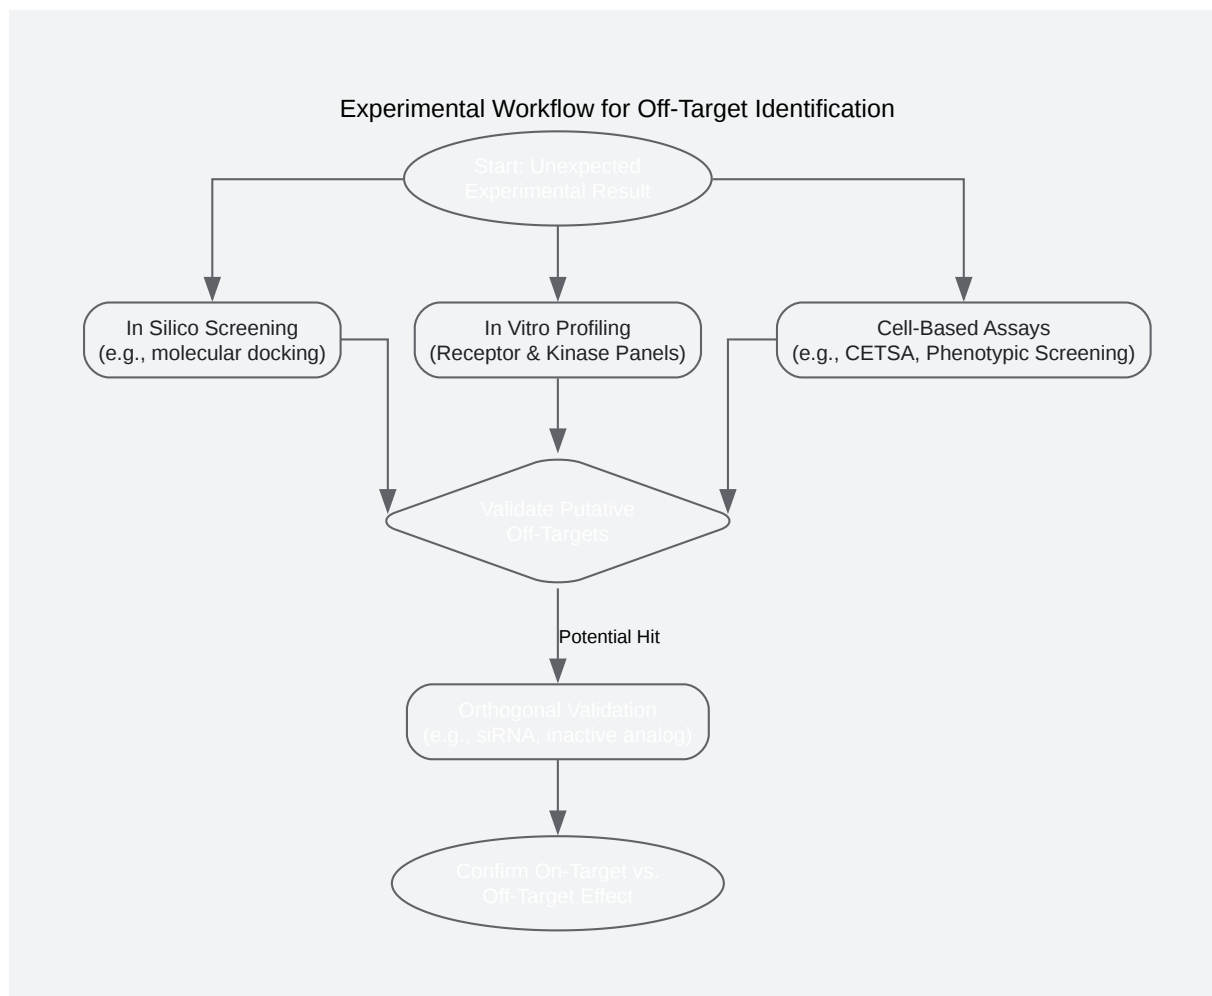 Experimental Workflow for Off-Target Identification
Start: Unexpected
Experimental Result
In Silico Screening
(e.g., molecular docking)
In Vitro Profiling
(Receptor & Kinase Panels)
Cell-Based Assays
(e.g., CETSA, Phenotypic Screening)
Validate Putative
Off-Targets
Potential Hit
Orthogonal Validation
(e.g., siRNA, inactive analog)
Confirm On-Target vs.
Off-Target Effect